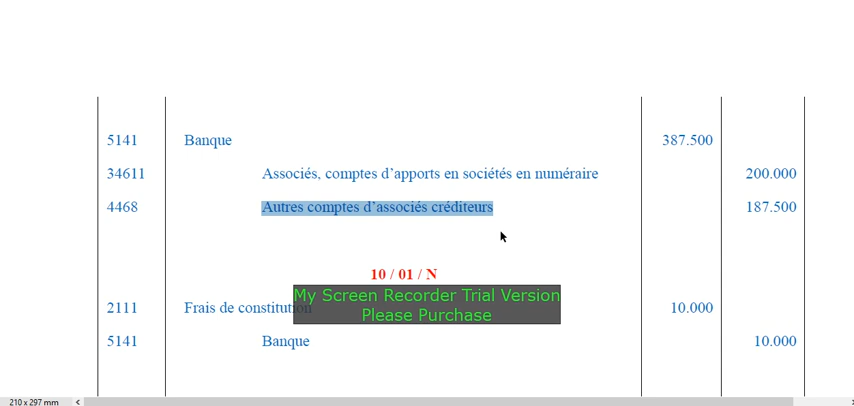 5141 Banque 387.500
34611 Associés, comptes d’apports en sociétés en numéraire 200.000
4468 Autres comptes d’associés créditeurs 187.500
10 / 01 / N
My Screen Recorder Trial Version
2111 Frais de constitution 10.000
Please Purchase
5141 Banque 10.000
210 x 297 mm